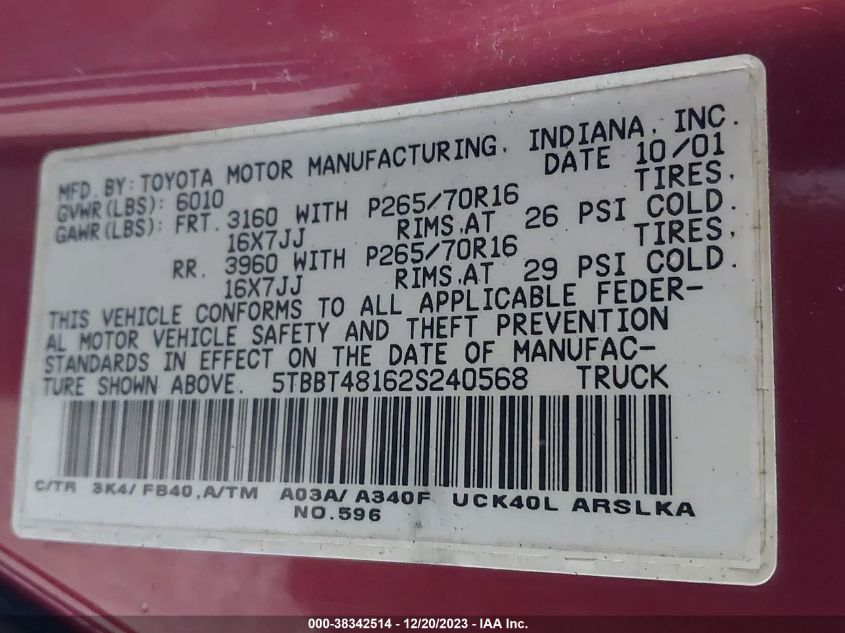 MFD. BY: TOYOTA MOTOR MANUFACTURING, INDIANA, INC.
GVWR(LBS): 6010 DATE 10/01
GAWR(LBS): FRT. 3160 WITH P265/70R16 TIRES,
16X7JJ RIMS,AT 26 PSI COLD.
RR. 3960 WITH P265/70R16 TIRES,
16X7JJ RIMS,AT 29 PSI COLD.
THIS VEHICLE CONFORMS TO ALL APPLICABLE FEDER-
AL MOTOR VEHICLE SAFETY AND THEFT PREVENTION
STANDARDS IN EFFECT ON THE DATE OF MANUFAC-
TURE SHOWN ABOVE. 5TBBT48162S240568 TRUCK
C/TR 3K4/ FB40,A/TM A03A/ A340F UCK40L ARSLKA
NO.596
000-38342514 - 12/20/2023 - IAA Inc.